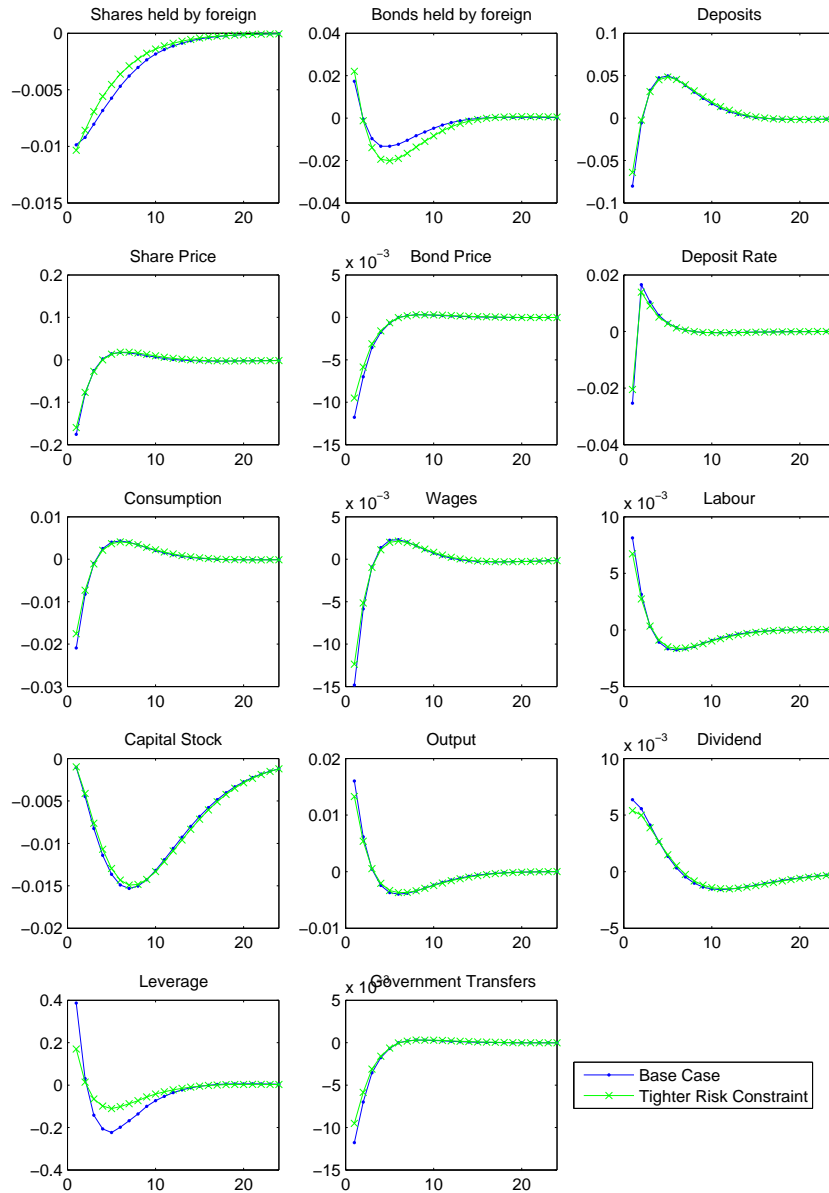 Shares held by foreign
Bonds held by foreign
Deposits
0
−0.005
−0.01
−0.015
0 10 20
0.04
0.02
0
−0.02
−0.04
0 10 20
0.1
0.05
0
−0.05
−0.1
0 10 20
Share Price
Bond Price
Deposit Rate
0.2
0.1
0
−0.1
−0.2
0 10 20
x 10−3
5
0
−5
−10
−15
0 10 20
0.02
0
−0.02
−0.04
0 10 20
Consumption
Wages
Labour
0.01
0
−0.01
−0.02
−0.03
0 10 20
x 10−3
5
0
−5
−10
−15
0 10 20
x 10−3
10
5
0
−5
0 10 20
Capital Stock
Output
Dividend
0
−0.005
−0.01
−0.015
−0.02
0 10 20
0.02
0.01
0
−0.01
0 10 20
x 10−3
10
5
0
−5
0 10 20
Leverage
Government Transfers
0.4
0.2
0
−0.2
−0.4
0 10 20
x 10−3
5
0
−5
−10
−15
0 10 20
Base Case
Tighter Risk Constraint